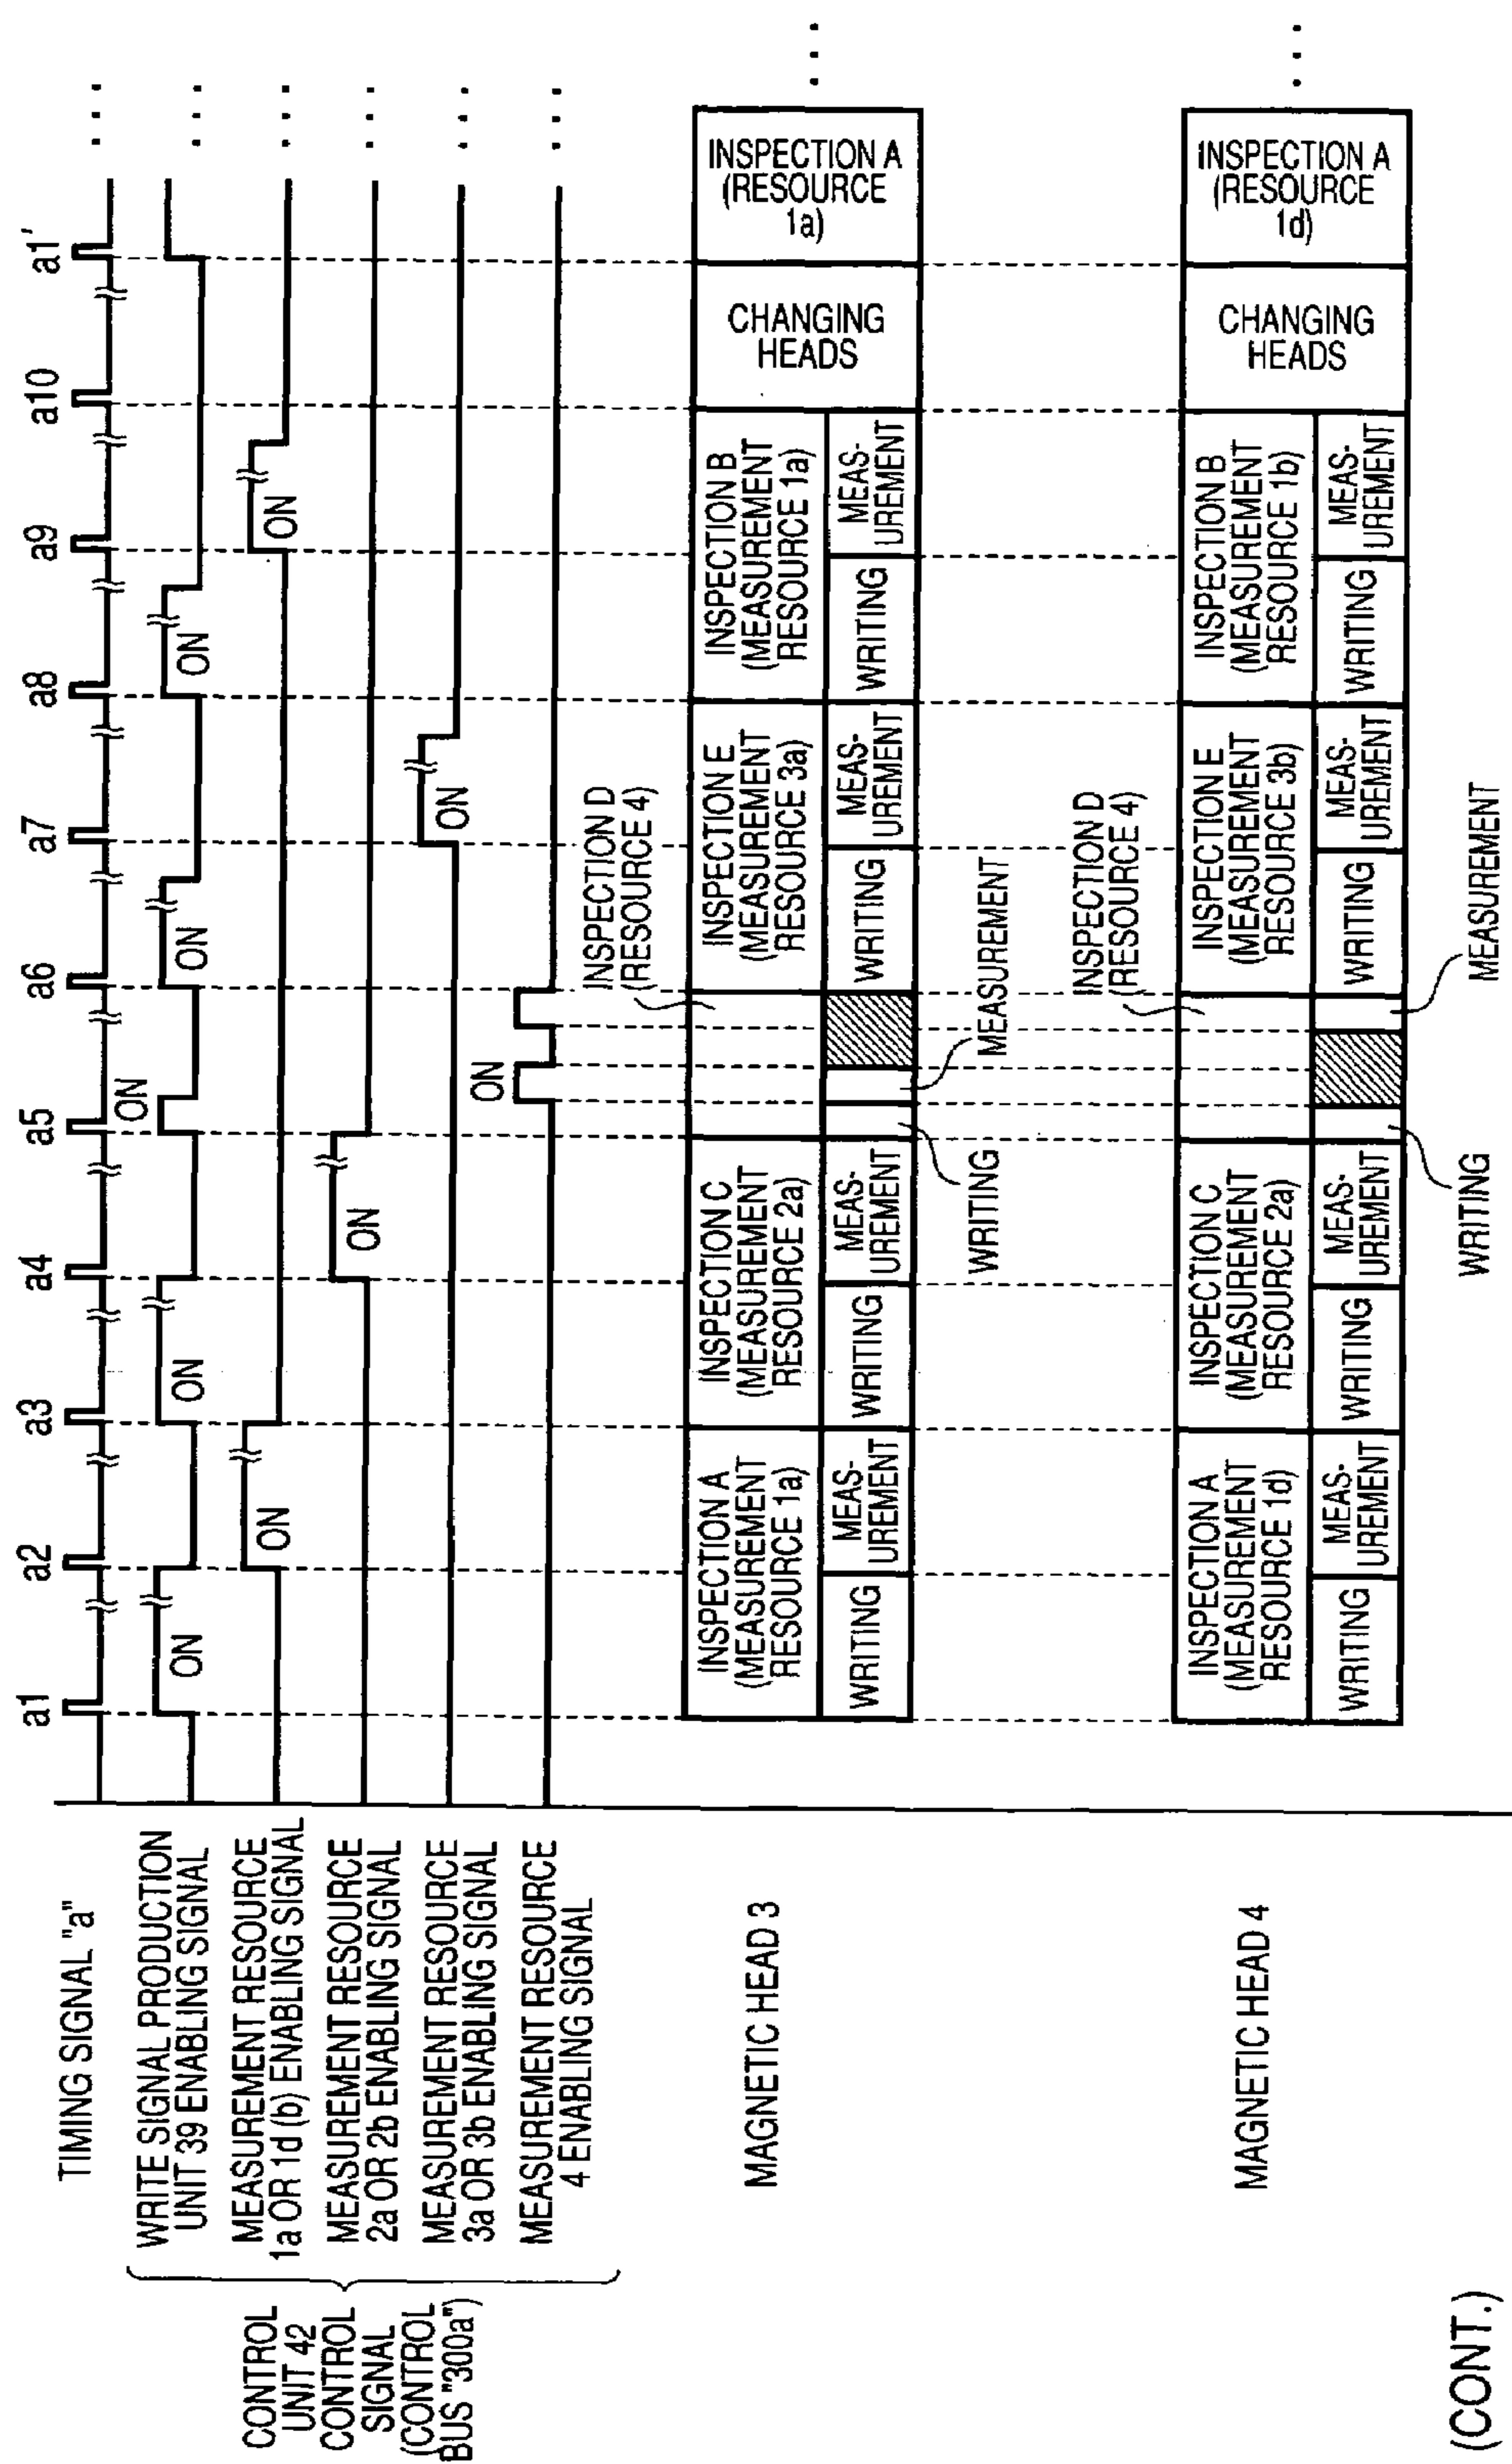 a1
a2
a3
a4
a5
a6
a7
a8
a9
a10
a1'
TIMING SIGNAL "a"
CONTROL
UNIT 42
CONTROL
SIGNAL
(CONTROL
BUS "300a")
WRITE SIGNAL PRODUCTION
UNIT 39 ENABLING SIGNAL
ON
ON
ON
ON
ON
MEASUREMENT RESOURCE
1a OR 1d (b) ENABLING SIGNAL
ON
ON
MEASUREMENT RESOURCE
2a OR 2b ENABLING SIGNAL
ON
MEASUREMENT RESOURCE
3a OR 3b ENABLING SIGNAL
ON
MEASUREMENT RESOURCE
4 ENABLING SIGNAL
ON
INSPECTION D
(RESOURCE 4)
MAGNETIC HEAD 3
INSPECTION A
(MEASUREMENT
RESOURCE 1a)
WRITING
MEAS-
UREMENT
INSPECTION C
(MEASUREMENT
RESOURCE 2a)
WRITING
MEAS-
UREMENT
INSPECTION E
(MEASUREMENT
RESOURCE 3a)
WRITING
MEAS-
UREMENT
INSPECTION B
(MEASUREMENT
RESOURCE 1a)
WRITING
MEAS-
UREMENT
CHANGING
HEADS
INSPECTION A
(RESOURCE
1a)
WRITING
MEASUREMENT
INSPECTION D
(RESOURCE 4)
MAGNETIC HEAD 4
INSPECTION A
(MEASUREMENT
RESOURCE 1d)
WRITING
MEAS-
UREMENT
INSPECTION C
(MEASUREMENT
RESOURCE 2a)
WRITING
MEAS-
UREMENT
INSPECTION E
(MEASUREMENT
RESOURCE 3b)
WRITING
MEAS-
UREMENT
INSPECTION B
(MEASUREMENT
RESOURCE 1b)
WRITING
MEAS-
UREMENT
CHANGING
HEADS
INSPECTION A
(RESOURCE
1d)
WRITING
MEASUREMENT
(CONT.)